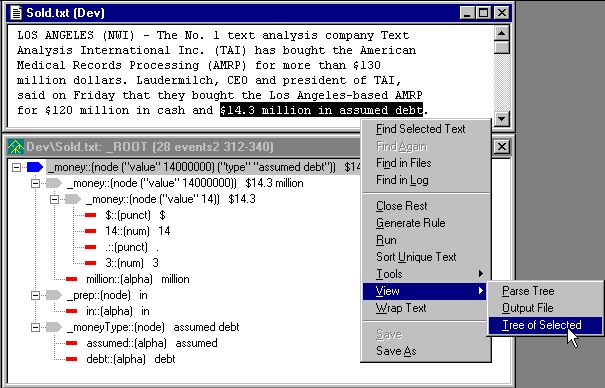 Sold.txt (Dev)
LOS ANGELES (NWI) - The No. 1 text analysis company Text
Analysis International Inc. (TAI) has bought the American
Medical Records Processing (AMRP) for more than $130
million dollars. Laudermilch, CEO and president of TAI,
said on Friday that they bought the Los Angeles-based AMRP
for $120 million in cash and $14.3 million in assumed debt.
Dev\Sold.txt: _ROOT (28 events2 312-340)
_money::(node ("value" 14000000) ("type" "assumed debt")) $14
_money::(node ("value" 14000000)) $14.3 million
_money::(node ("value" 14)) $14.3
$::(punct) $
14::(num) 14
.::(punct) .
3::(num) 3
million::(alpha) million
_prep::(node) in
in::(alpha) in
_moneyType::(node) assumed debt
assumed::(alpha) assumed
debt::(alpha) debt
Find Selected Text
Find Again
Find in Files
Find in Log
Close Rest
Generate Rule
Run
Sort Unique Text
Tools
View
Wrap Text
Save
Save As
Parse Tree
Output File
Tree of Selected